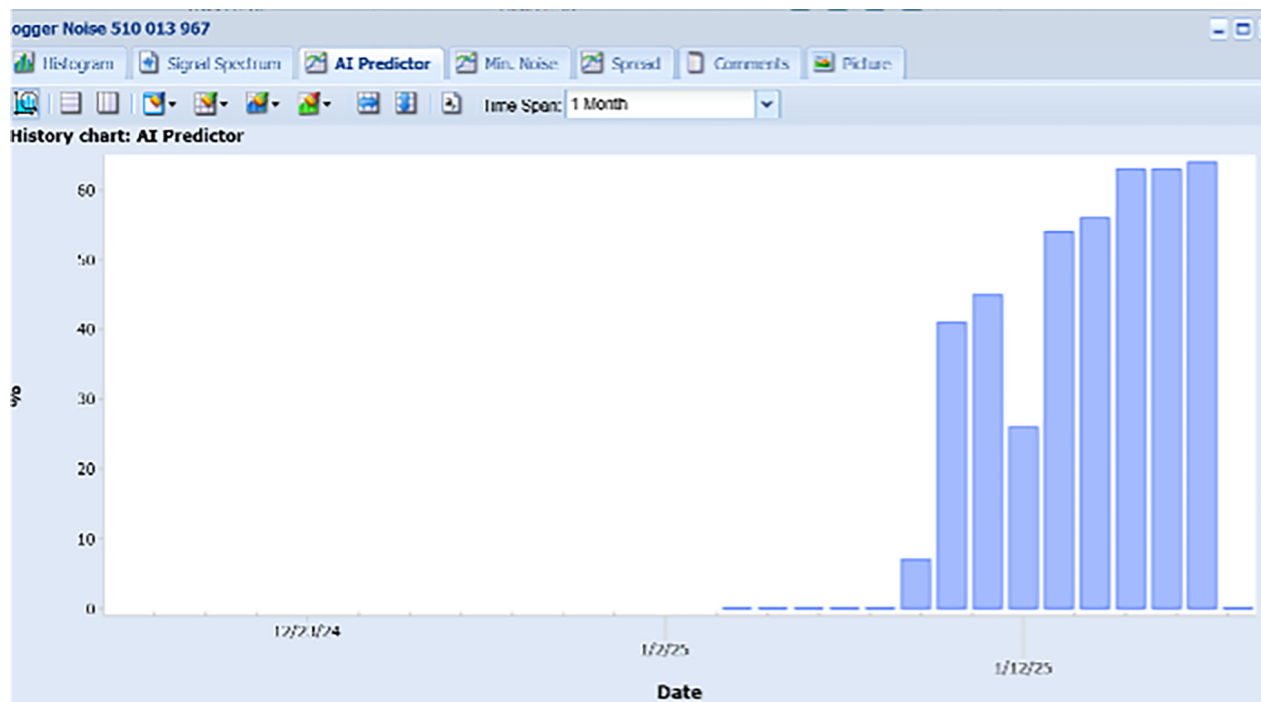 ogger Noise 510 013 967
Histogram Signal Spectrum AI Predictor Min. Noise Spread Comments Picture
Time Span: 1 Month
History chart: AI Predictor
60
50
40
30
20
10
0
%
12/23/24
1/2/25
1/12/25
Date